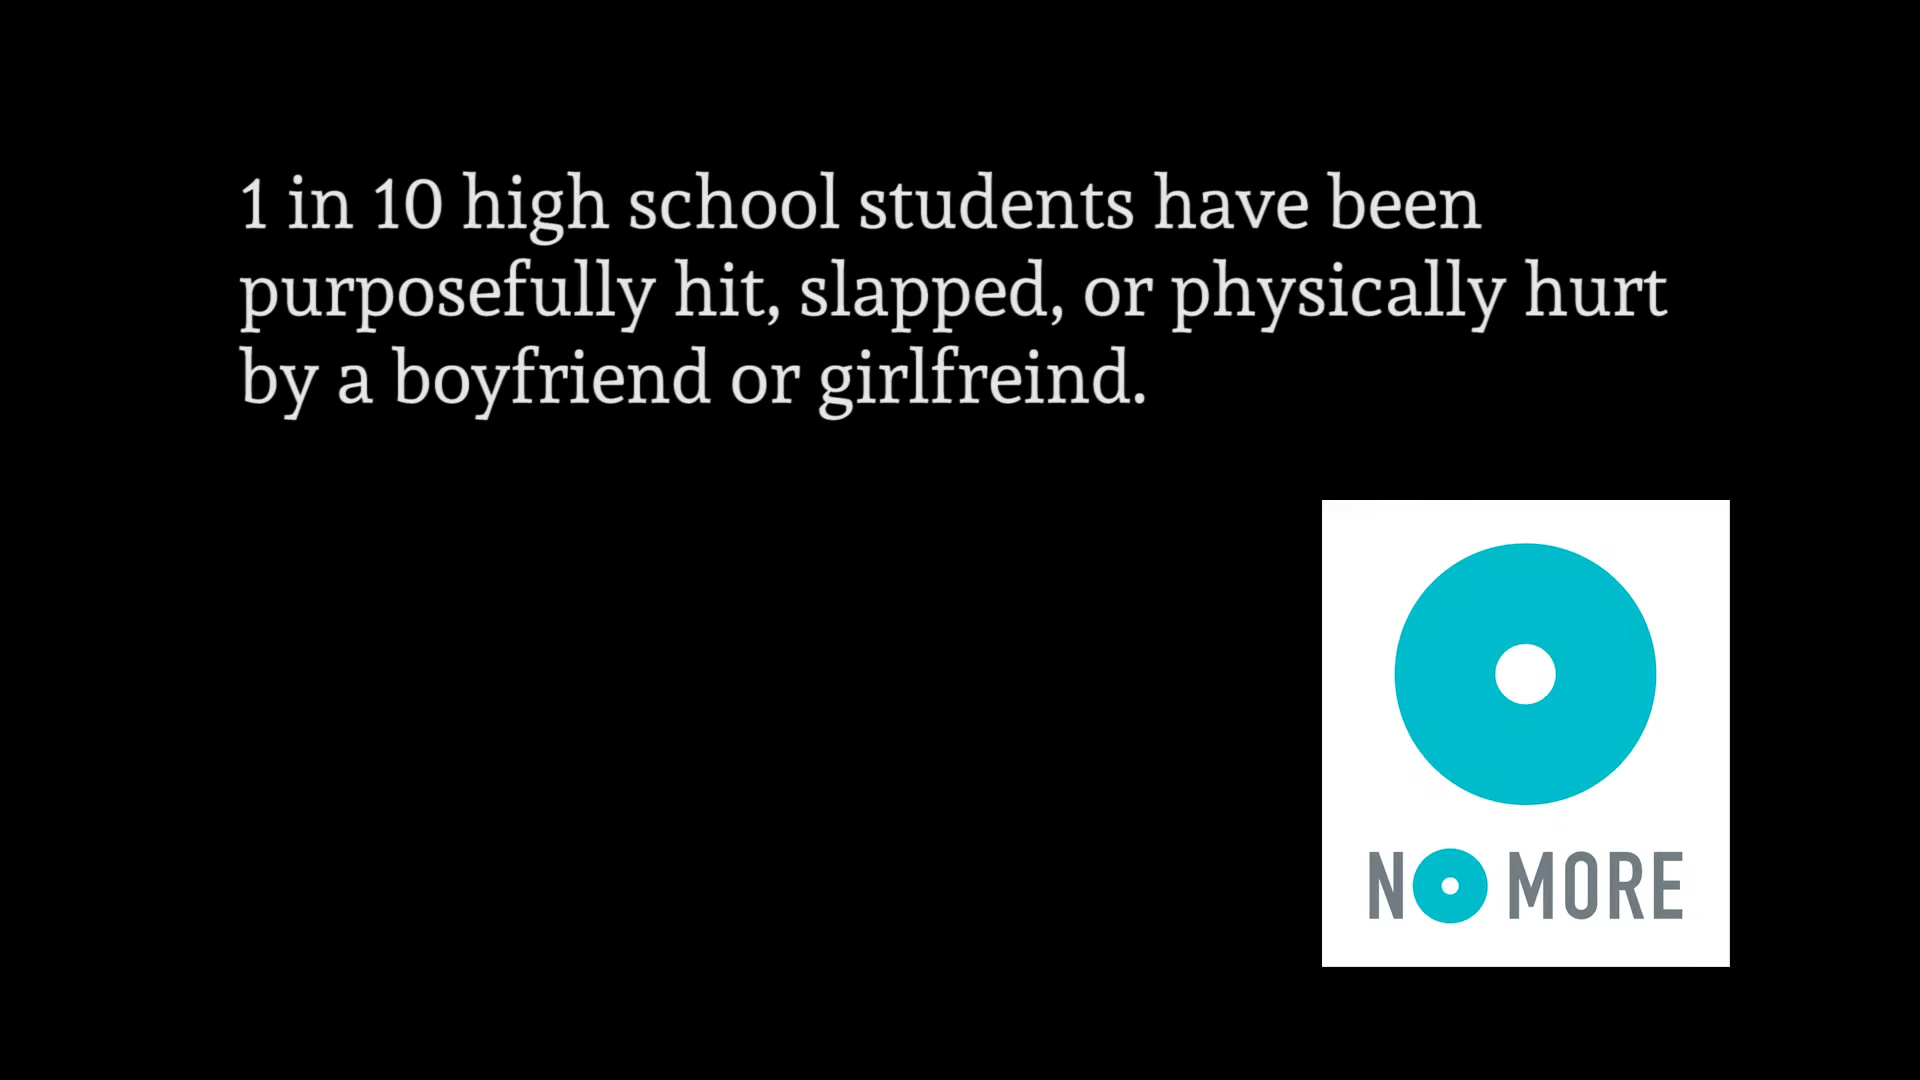 1 in 10 high school students have been
purposefully hit, slapped, or physically hurt
by a boyfriend or girlfreind.
NO MORE